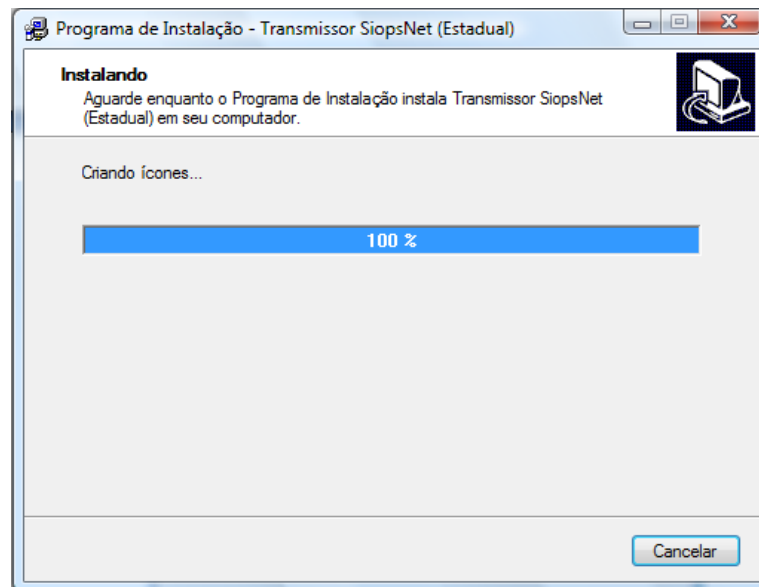 Programa de Instalação - Transmissor SiopsNet (Estadual)
Instalando
Aguarde enquanto o Programa de Instalação instala Transmissor SiopsNet
(Estadual) em seu computador.
Criando ícones...
100 %
Cancelar